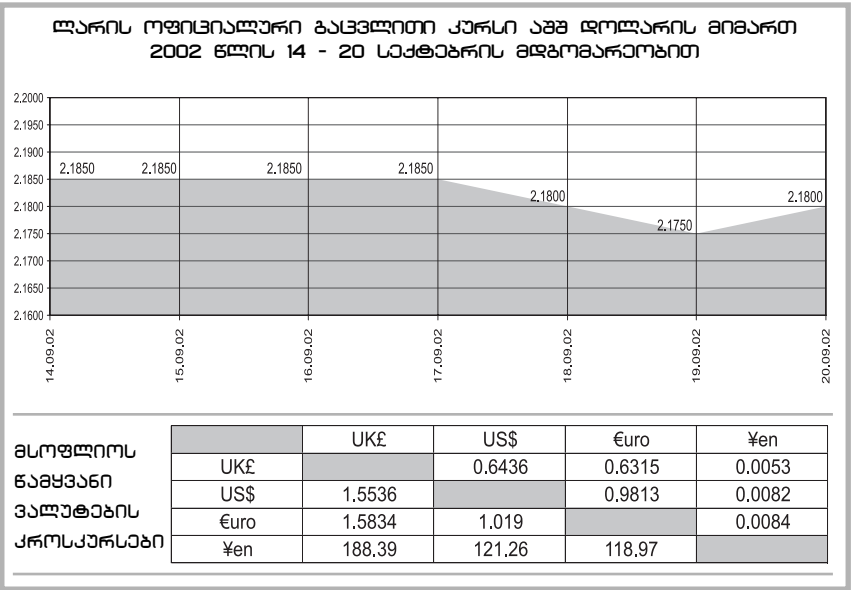 ლარის ოფიციალური გაცვლითი კურსი აშშ დოლარის მიმართ
2002 წლის 14 - 20 სექტებრის მდგომარეობით
2.2000
2.1950
2.1900
2.1850
2.1800
2.1750
2.1700
2.1650
2.1600
2.1850 2.1850 2.1850 2.1850 2.1800 2.1750 2.1800
14.09.02 15.09.02 16.09.02 17.09.02 18.09.02 19.09.02 20.09.02
მსოფლიოს
წამყვანი
ვალუტების
კროსკურსები
UK£ US$ €uro ¥en
UK£ 0.6436 0.6315 0.0053
US$ 1.5536 0.9813 0.0082
€uro 1.5834 1.019 0.0084
¥en 188.39 121.26 118.97